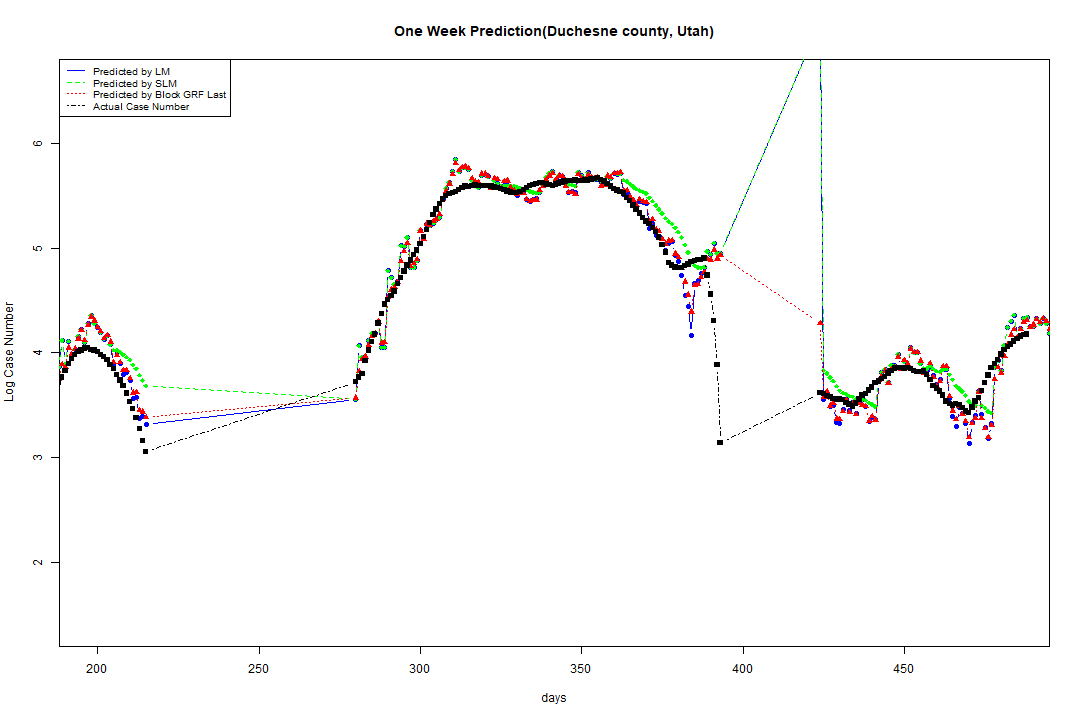 One Week Prediction(Duchesne county, Utah)
Predicted by LM
Predicted by SLM
Predicted by Block GRF Last
Actual Case Number
Log Case Number
6
5
4
3
2
200 250 300 350 400 450
days